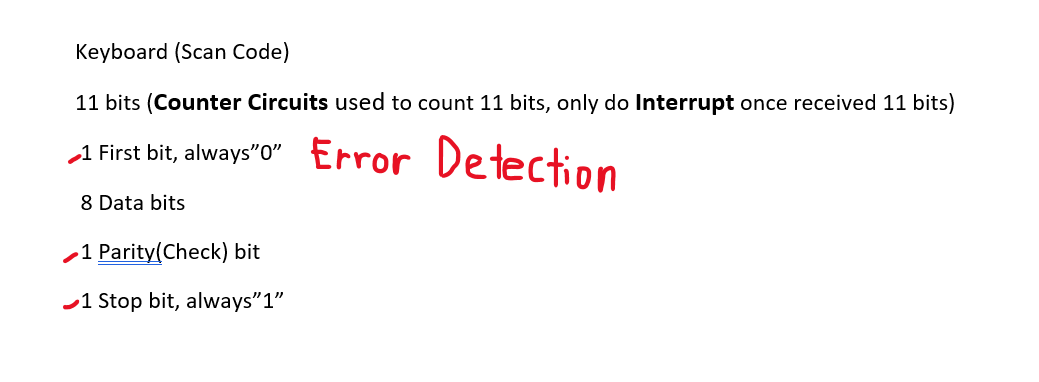 Keyboard (Scan Code)
11 bits (Counter Circuits used to count 11 bits, only do Interrupt once received 11 bits)
1 First bit, always”0” Error Detection
8 Data bits
1 Parity(Check) bit
1 Stop bit, always”1”